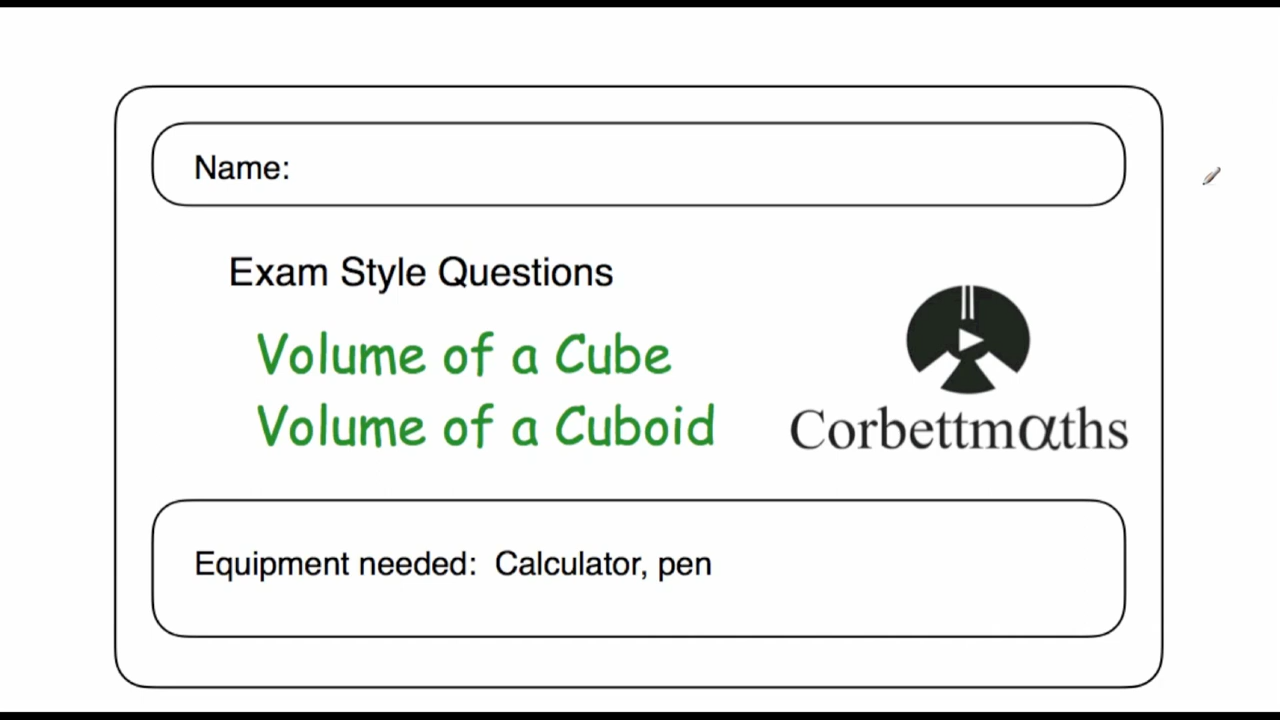 Name:
Exam Style Questions
Volume of a Cube
Volume of a Cuboid
Corbettmαths
Equipment needed: Calculator, pen